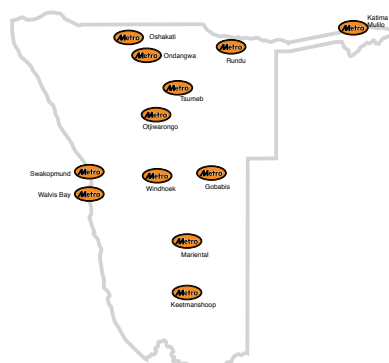 Metro Oshakati
Metro Ondangwa
Metro
Rundu
Metro
Katima
Mulilo
Metro
Tsumeb
Metro
Otjiwarongo
Swakopmund Metro
Walvis Bay Metro
Metro
Windhoek
Metro
Gobabis
Metro
Mariental
Metro
Keetmanshoop